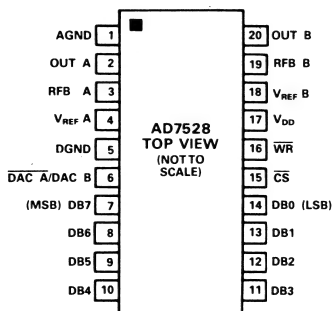 AGND 1
OUT A 2
RFB A 3
VREF A 4
DGND 5
DAC A/DAC B 6
(MSB) DB7 7
DB6 8
DB5 9
DB4 10
AD7528
TOP VIEW
(NOT TO
SCALE)
20 OUT B
19 RFB B
18 VREF B
17 VDD
16 WR
15 CS
14 DB0 (LSB)
13 DB1
12 DB2
11 DB3